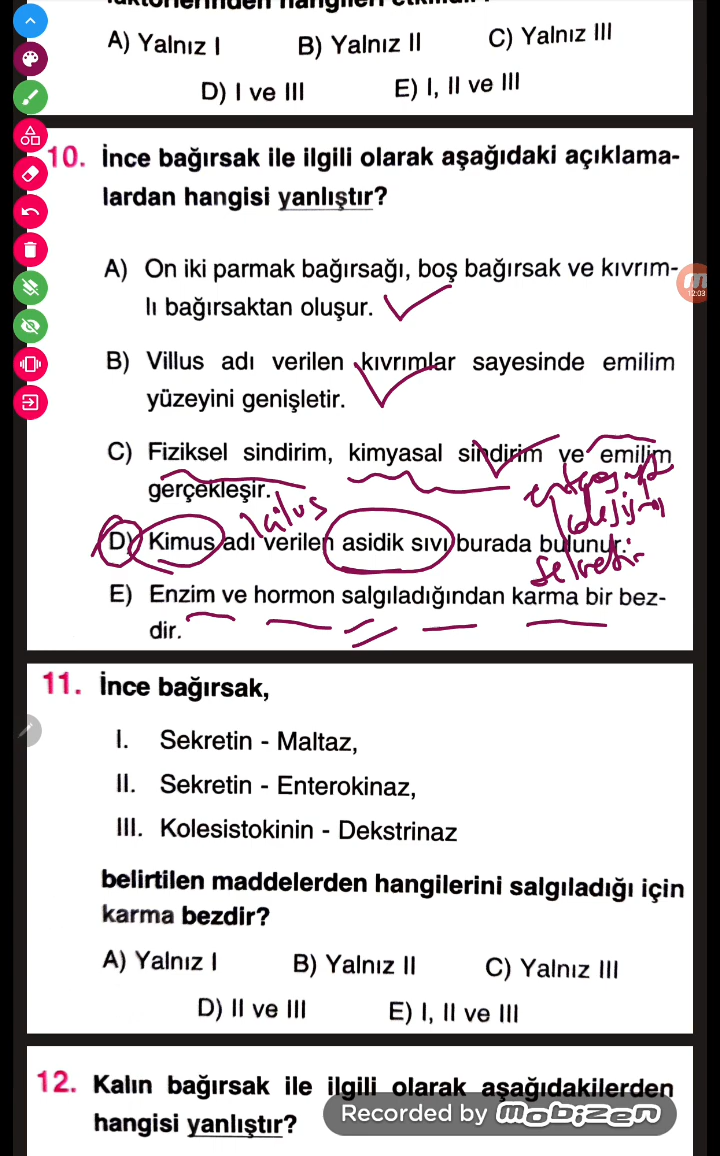 A) Yalnız I B) Yalnız II C) Yalnız III
D) I ve III E) I, II ve III
10. İnce bağırsak ile ilgili olarak aşağıdaki açıklama-
lardan hangisi yanlıştır?
A) On iki parmak bağırsağı, boş bağırsak ve kıvrım-
lı bağırsaktan oluşur.
12:03
B) Villus adı verilen kıvrımlar sayesinde emilim
yüzeyini genişletir.
C) Fiziksel sindirim, kimyasal sindirim ve emilim
gerçekleşir.
D) Kimus adı verilen asidik sıvı burada bulunur.
sekretin
E) Enzim ve hormon salgıladığından karma bir bez-
dir.
11. İnce bağırsak,
I. Sekretin - Maltaz,
II. Sekretin - Enterokinaz,
III. Kolesistokinin - Dekstrinaz
belirtilen maddelerden hangilerini salgıladığı için
karma bezdir?
A) Yalnız I B) Yalnız II C) Yalnız III
D) II ve III E) I, II ve III
12. Kalın bağırsak ile ilgili olarak aşağıdakilerden
hangisi yanlıştır?
Recorded by mobizen